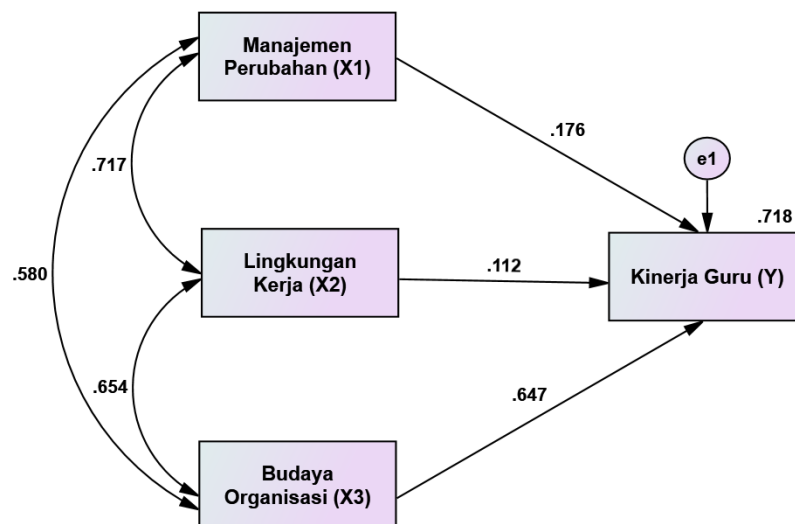 Manajemen
Perubahan (X1)
.176
e1
.717
.718
Lingkungan
Kerja (X2)
.112
Kinerja Guru (Y)
.580
.654
.647
Budaya
Organisasi (X3)